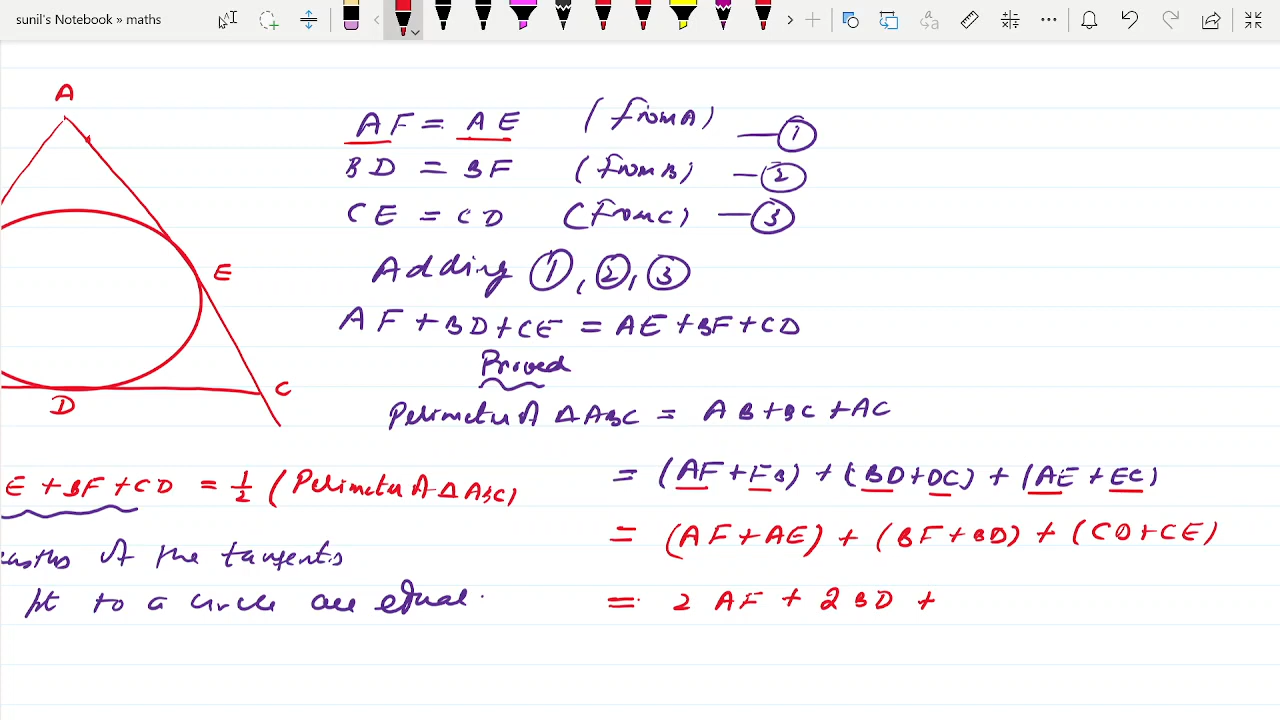 sunil's Notebook » maths
A
AF = AE (from A) — 1
BD = BF (from B) — 2
CE = CD (from C) — 3
E
Adding 1, 2, 3
AF + BD + CE = AE + BF + CD
Proved
C
D
Perimeter of Δ ABC = AB + BC + AC
= (AF + FB) + (BD + DC) + (AE + EC)
E + BF + CD = 1/2 (Perimeter of Δ ABC)
= (AF + AE) + (BF + BD) + (CD + CE)
of the tangents
pt to a circle are equal.
= 2 AF + 2 BD +